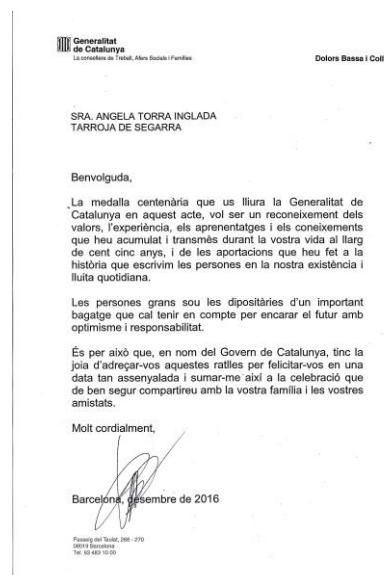 Generalitat
de Catalunya
La consellera de Treball, Afers Socials i Famílies
Dolors Bassa i Coll
SRA. ANGELA TORRA INGLADA
TARROJA DE SEGARRA
Benvolguda,
La medalla centenària que us lliura la Generalitat de
Catalunya en aquest acte, vol ser un reconeixement dels
valors, l'experiència, els aprenentatges i els coneixements
que heu acumulat i transmès durant la vostra vida al llarg
de cent cinc anys, i de les aportacions que heu fet a la
història que escrivim les persones en la nostra existència i
lluita quotidiana.
Les persones grans sou les dipositàries d'un important
bagatge que cal tenir en compte per encarar el futur amb
optimisme i responsabilitat.
És per això que, en nom del Govern de Catalunya, tinc la
joia d'adreçar-vos aquestes ratlles per felicitar-vos en una
data tan assenyalada i sumar-me així a la celebració que
de ben segur compartireu amb la vostra família i les vostres
amistats.
Molt cordialment,
Barcelona, desembre de 2016
Passeig del Taulat, 266 - 270
08019 Barcelona
Tel. 93 483 10 00